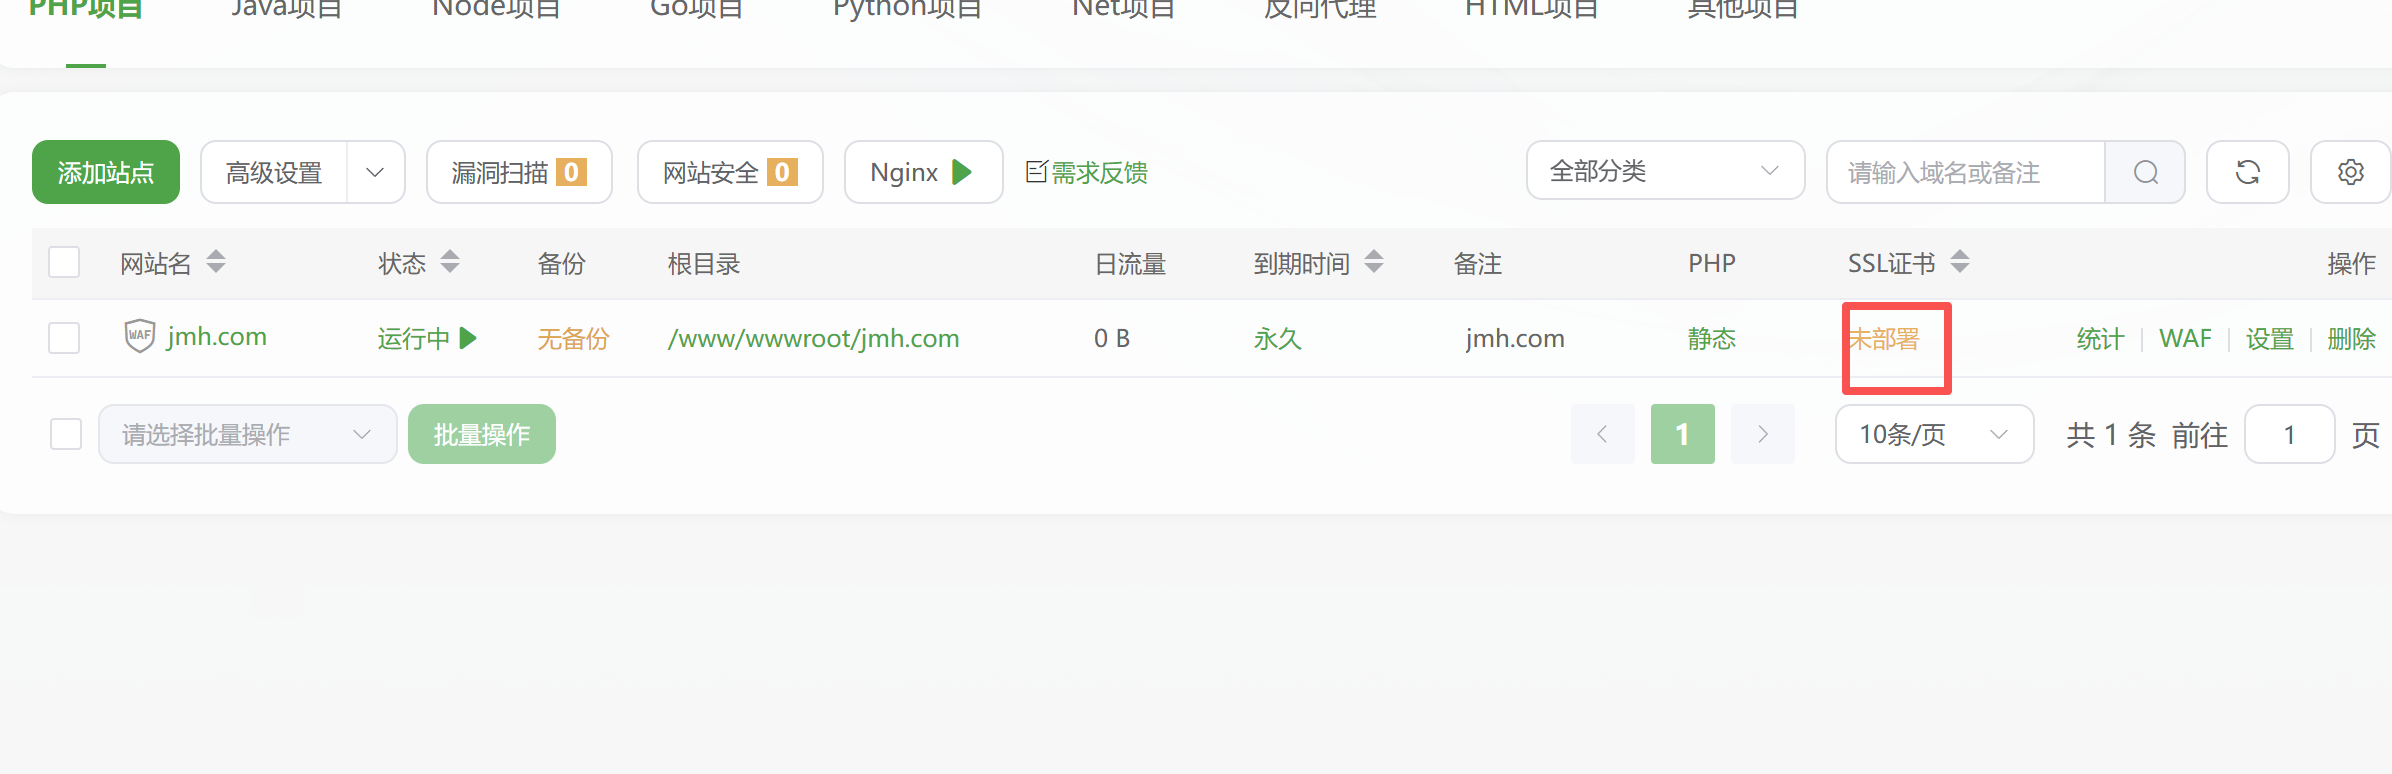 PHP项目 Java项目 Node项目 Go项目 Python项目 Net项目 反向代理 HTML项目 其他项目
添加站点 高级设置 漏洞扫描 0 网站安全 0 Nginx 需求反馈 全部分类 请输入域名或备注
网站名 状态 备份 根目录 日流量 到期时间 备注 PHP SSL证书 操作
WAF jmh.com 运行中 无备份 /www/wwwroot/jmh.com 0 B 永久 jmh.com 静态 未部署 统计 WAF 设置 删除
请选择批量操作 批量操作 1 10条/页 共 1 条 前往 1 页